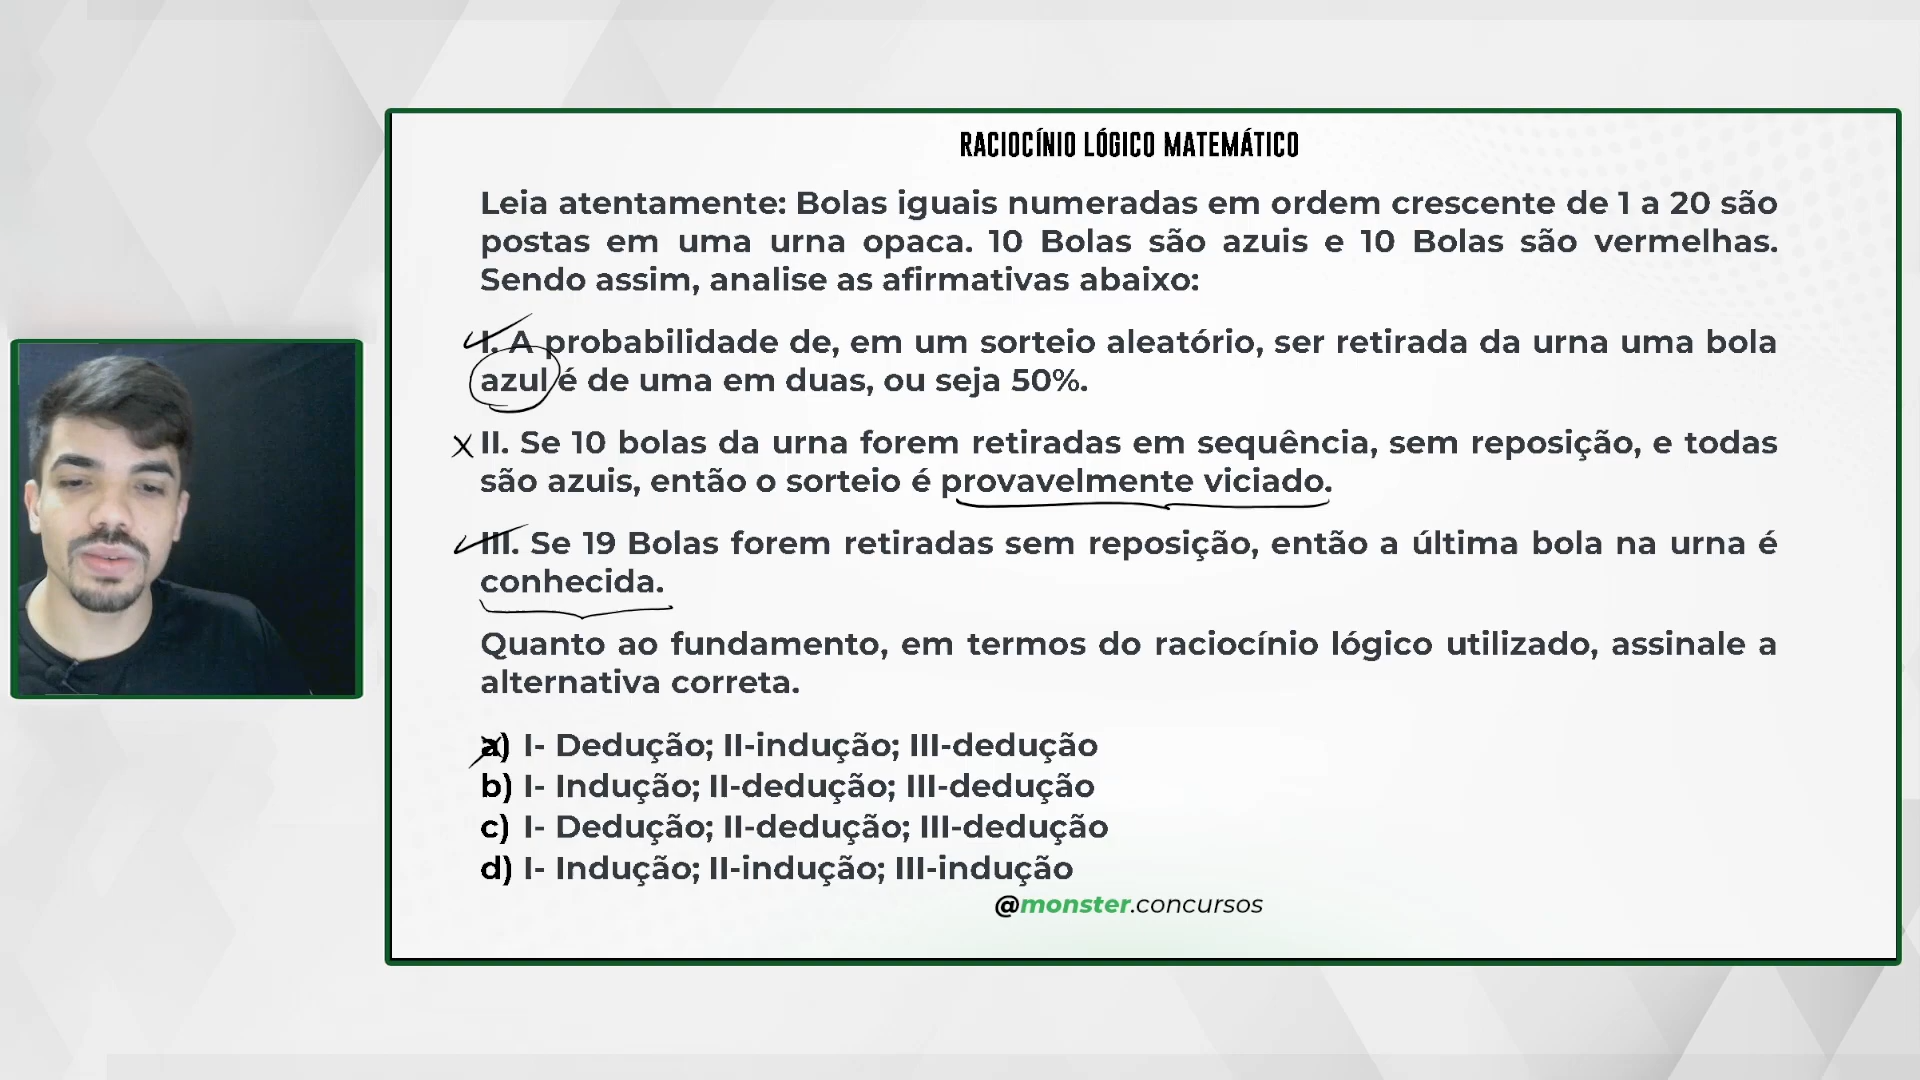 RACIOCÍNIO LÓGICO MATEMÁTICO
Leia atentamente: Bolas iguais numeradas em ordem crescente de 1 a 20 são
postas em uma urna opaca. 10 Bolas são azuis e 10 Bolas são vermelhas.
Sendo assim, analise as afirmativas abaixo:
I. A probabilidade de, em um sorteio aleatório, ser retirada da urna uma bola
azul é de uma em duas, ou seja 50%.
II. Se 10 bolas da urna forem retiradas em sequência, sem reposição, e todas
são azuis, então o sorteio é provavelmente viciado.
III. Se 19 Bolas forem retiradas sem reposição, então a última bola na urna é
conhecida.
Quanto ao fundamento, em termos do raciocínio lógico utilizado, assinale a
alternativa correta.
a) I- Dedução; II-indução; III-dedução
b) I- Indução; II-dedução; III-dedução
c) I- Dedução; II-dedução; III-dedução
d) I- Indução; II-indução; III-indução
@monster.concursos